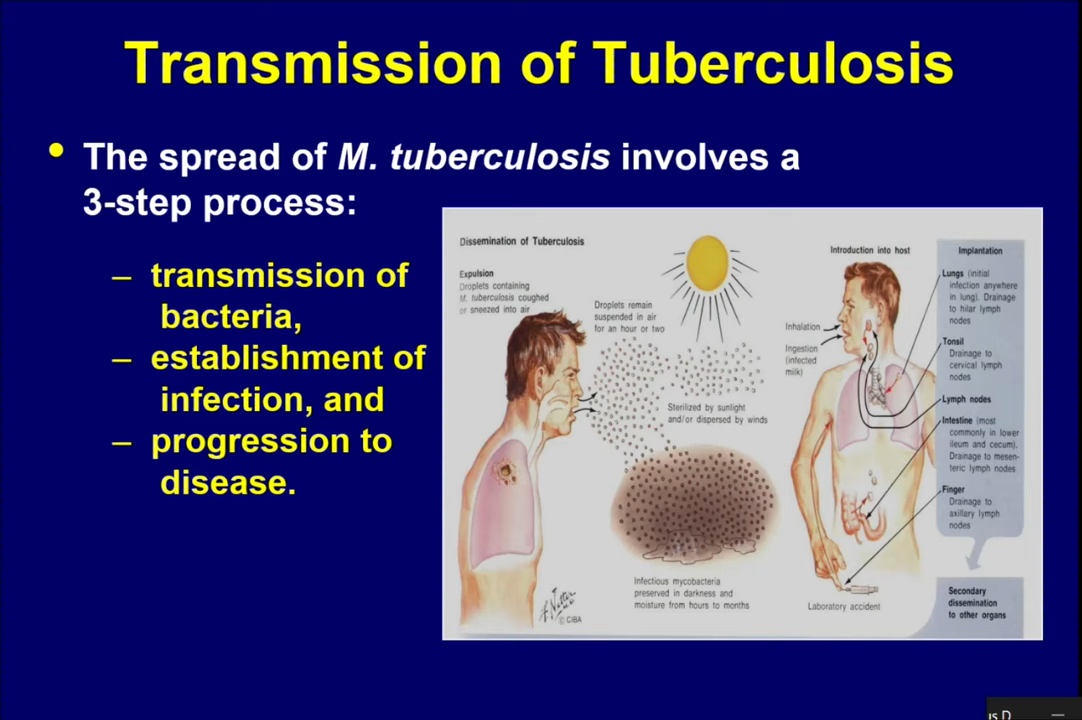 Transmission of Tuberculosis
• The spread of M. tuberculosis involves a
3-step process:
– transmission of
bacteria,
– establishment of
infection, and
– progression to
disease.
Dissemination of Tuberculosis
Expulsion
Droplets containing
M. tuberculosis coughed
or sneezed into air
Droplets remain
suspended in air
for an hour or two
Sterilized by sunlight
and/or dispersed by winds
Infectious mycobacteria
preserved in darkness and
moisture from hours to months
F. Netter
© CIBA
Introduction into host
Inhalation
Ingestion
(infected
milk)
Laboratory accident
Implantation
Lungs (initial
infection anywhere
in lung). Drainage
to hilar lymph
nodes
Tonsil
Drainage to
cervical lymph
nodes
Lymph nodes
Intestine (most
commonly in lower
ileum and cecum).
Drainage to mesen-
teric lymph nodes
Finger
Drainage to
axillary lymph
nodes
Secondary
dissemination
to other organs